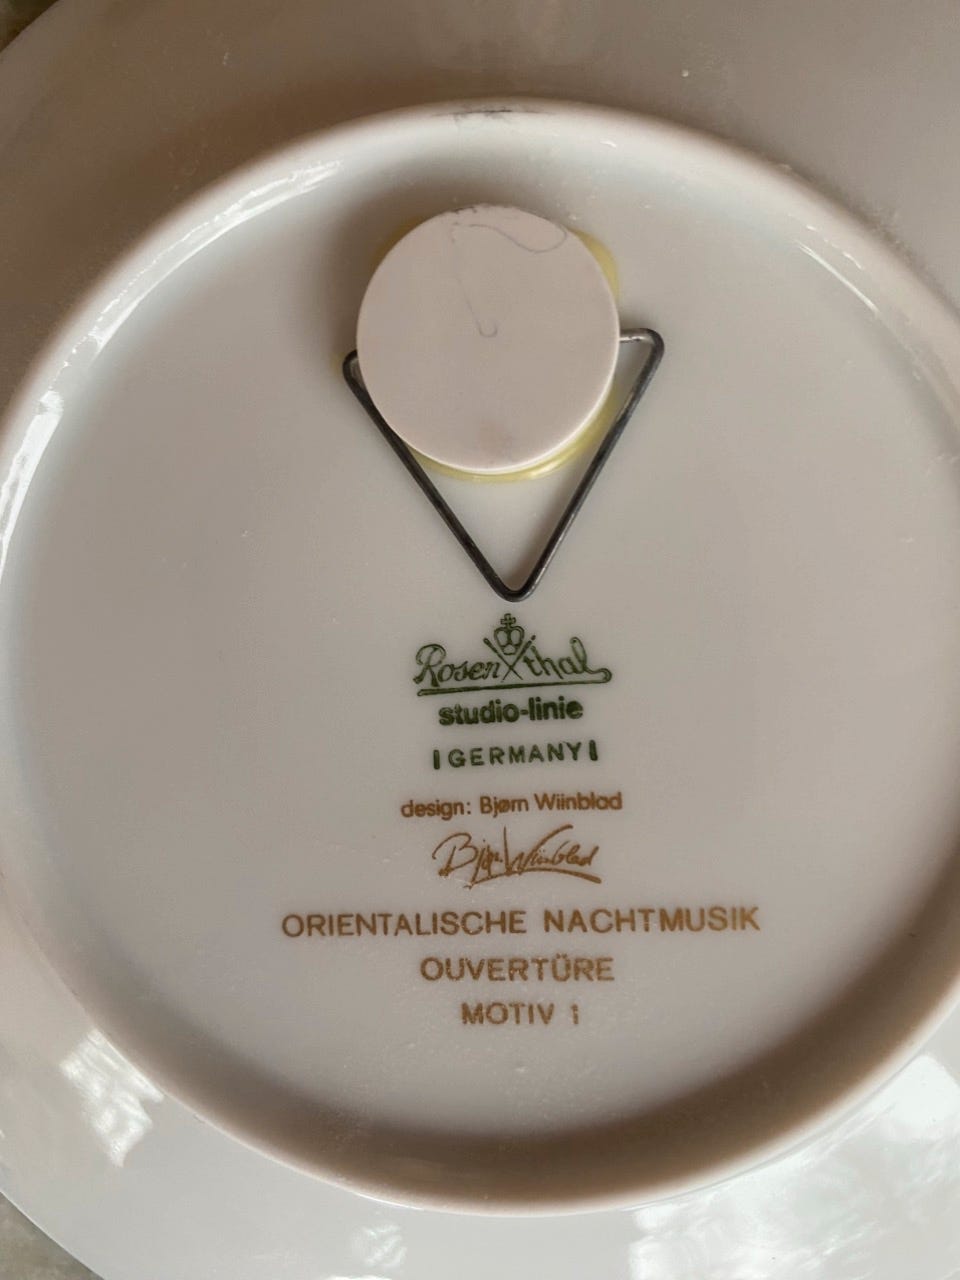 Rosenthal
studio-linie
GERMANY
design: Bjørn Wiinblad
Bjørn Wiinblad
ORIENTALISCHE NACHTMUSIK
OUVERTÜRE
MOTIV 1